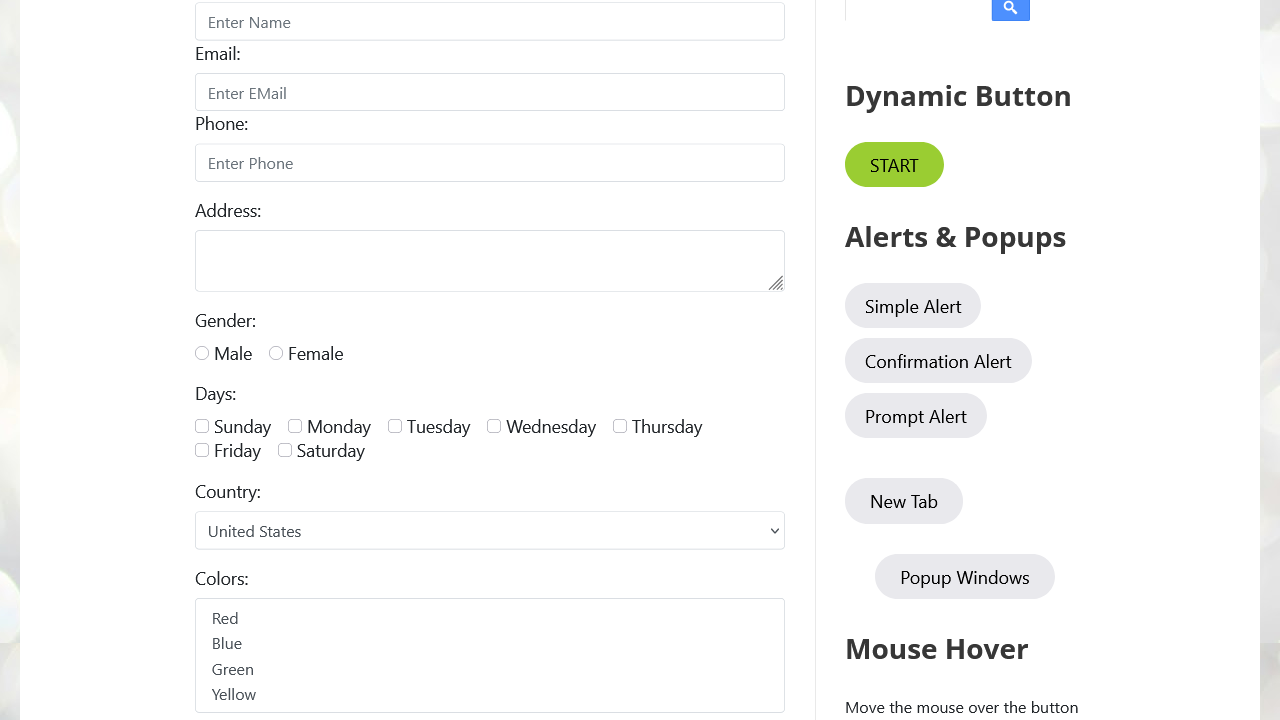 Enter Name
Email:
Enter EMail
Phone:
Enter Phone
Address:
Gender:
Male Female
Days:
Sunday Monday Tuesday Wednesday Thursday
Friday Saturday
Country:
United States
Colors:
Red
Blue
Green
Yellow
Dynamic Button
START
Alerts & Popups
Simple Alert
Confirmation Alert
Prompt Alert
New Tab
Popup Windows
Mouse Hover
Move the mouse over the button